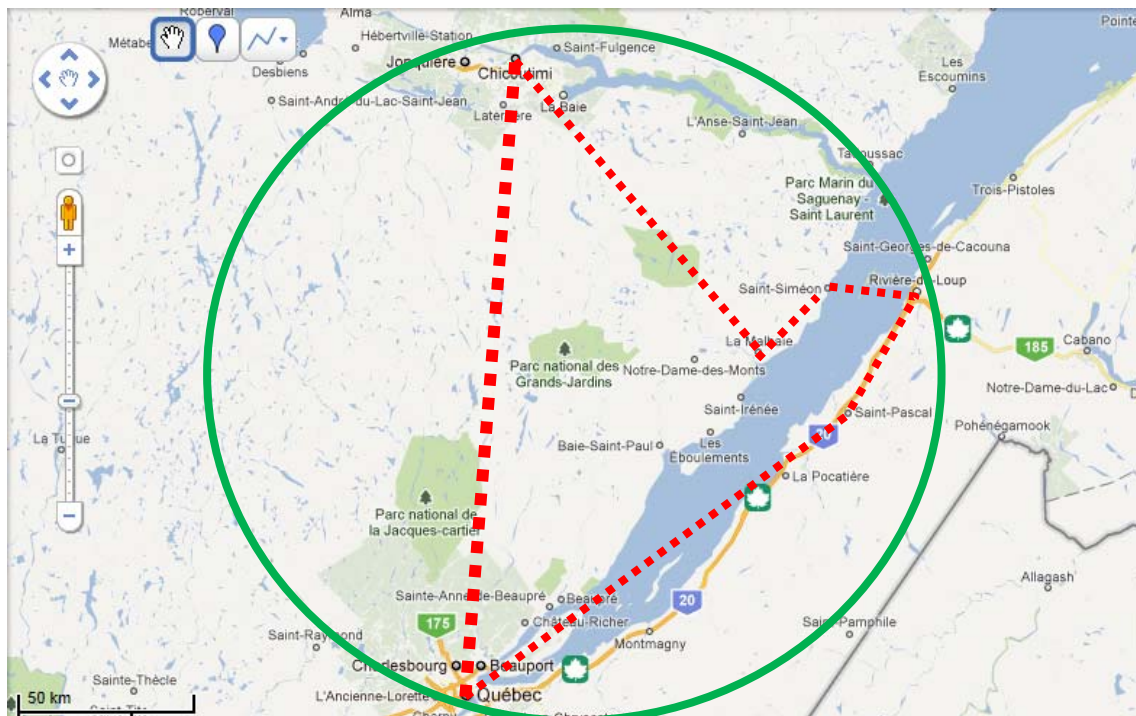 Roberval
Alma
Pointe
Hébertville-Station
Saint-Fulgence
Métabe
Desbiens
Jonquière
Chicoutimi
Les
Escoumins
Saint-André-du-Lac-Saint-Jean
La Baie
Laterrière
L'Anse-Saint-Jean
Tadoussac
Trois-Pistoles
Parc Marin du
Saguenay -
Saint Laurent
Saint-Georges-de-Cacouna
Rivière-du-Loup
Saint-Siméon
La Malbaie
185
Cabano
Parc national des
Grands-Jardins
Notre-Dame-des-Monts
Notre-Dame-du-Lac
Saint-Irénée
Saint-Pascal
Pohénégamook
La Tuque
Baie-Saint-Paul
Les
Éboulements
20
La Pocatière
Parc national de
la Jacques-cartier
Allagash
Sainte-Anne-de-Beaupré
Beaupré
20
175
Château-Richer
Saint-Raymond
Montmagny
Saint-Pamphile
Charlesbourg
Beauport
Sainte-Thècle
50 km
L'Ancienne-Lorette
Québec